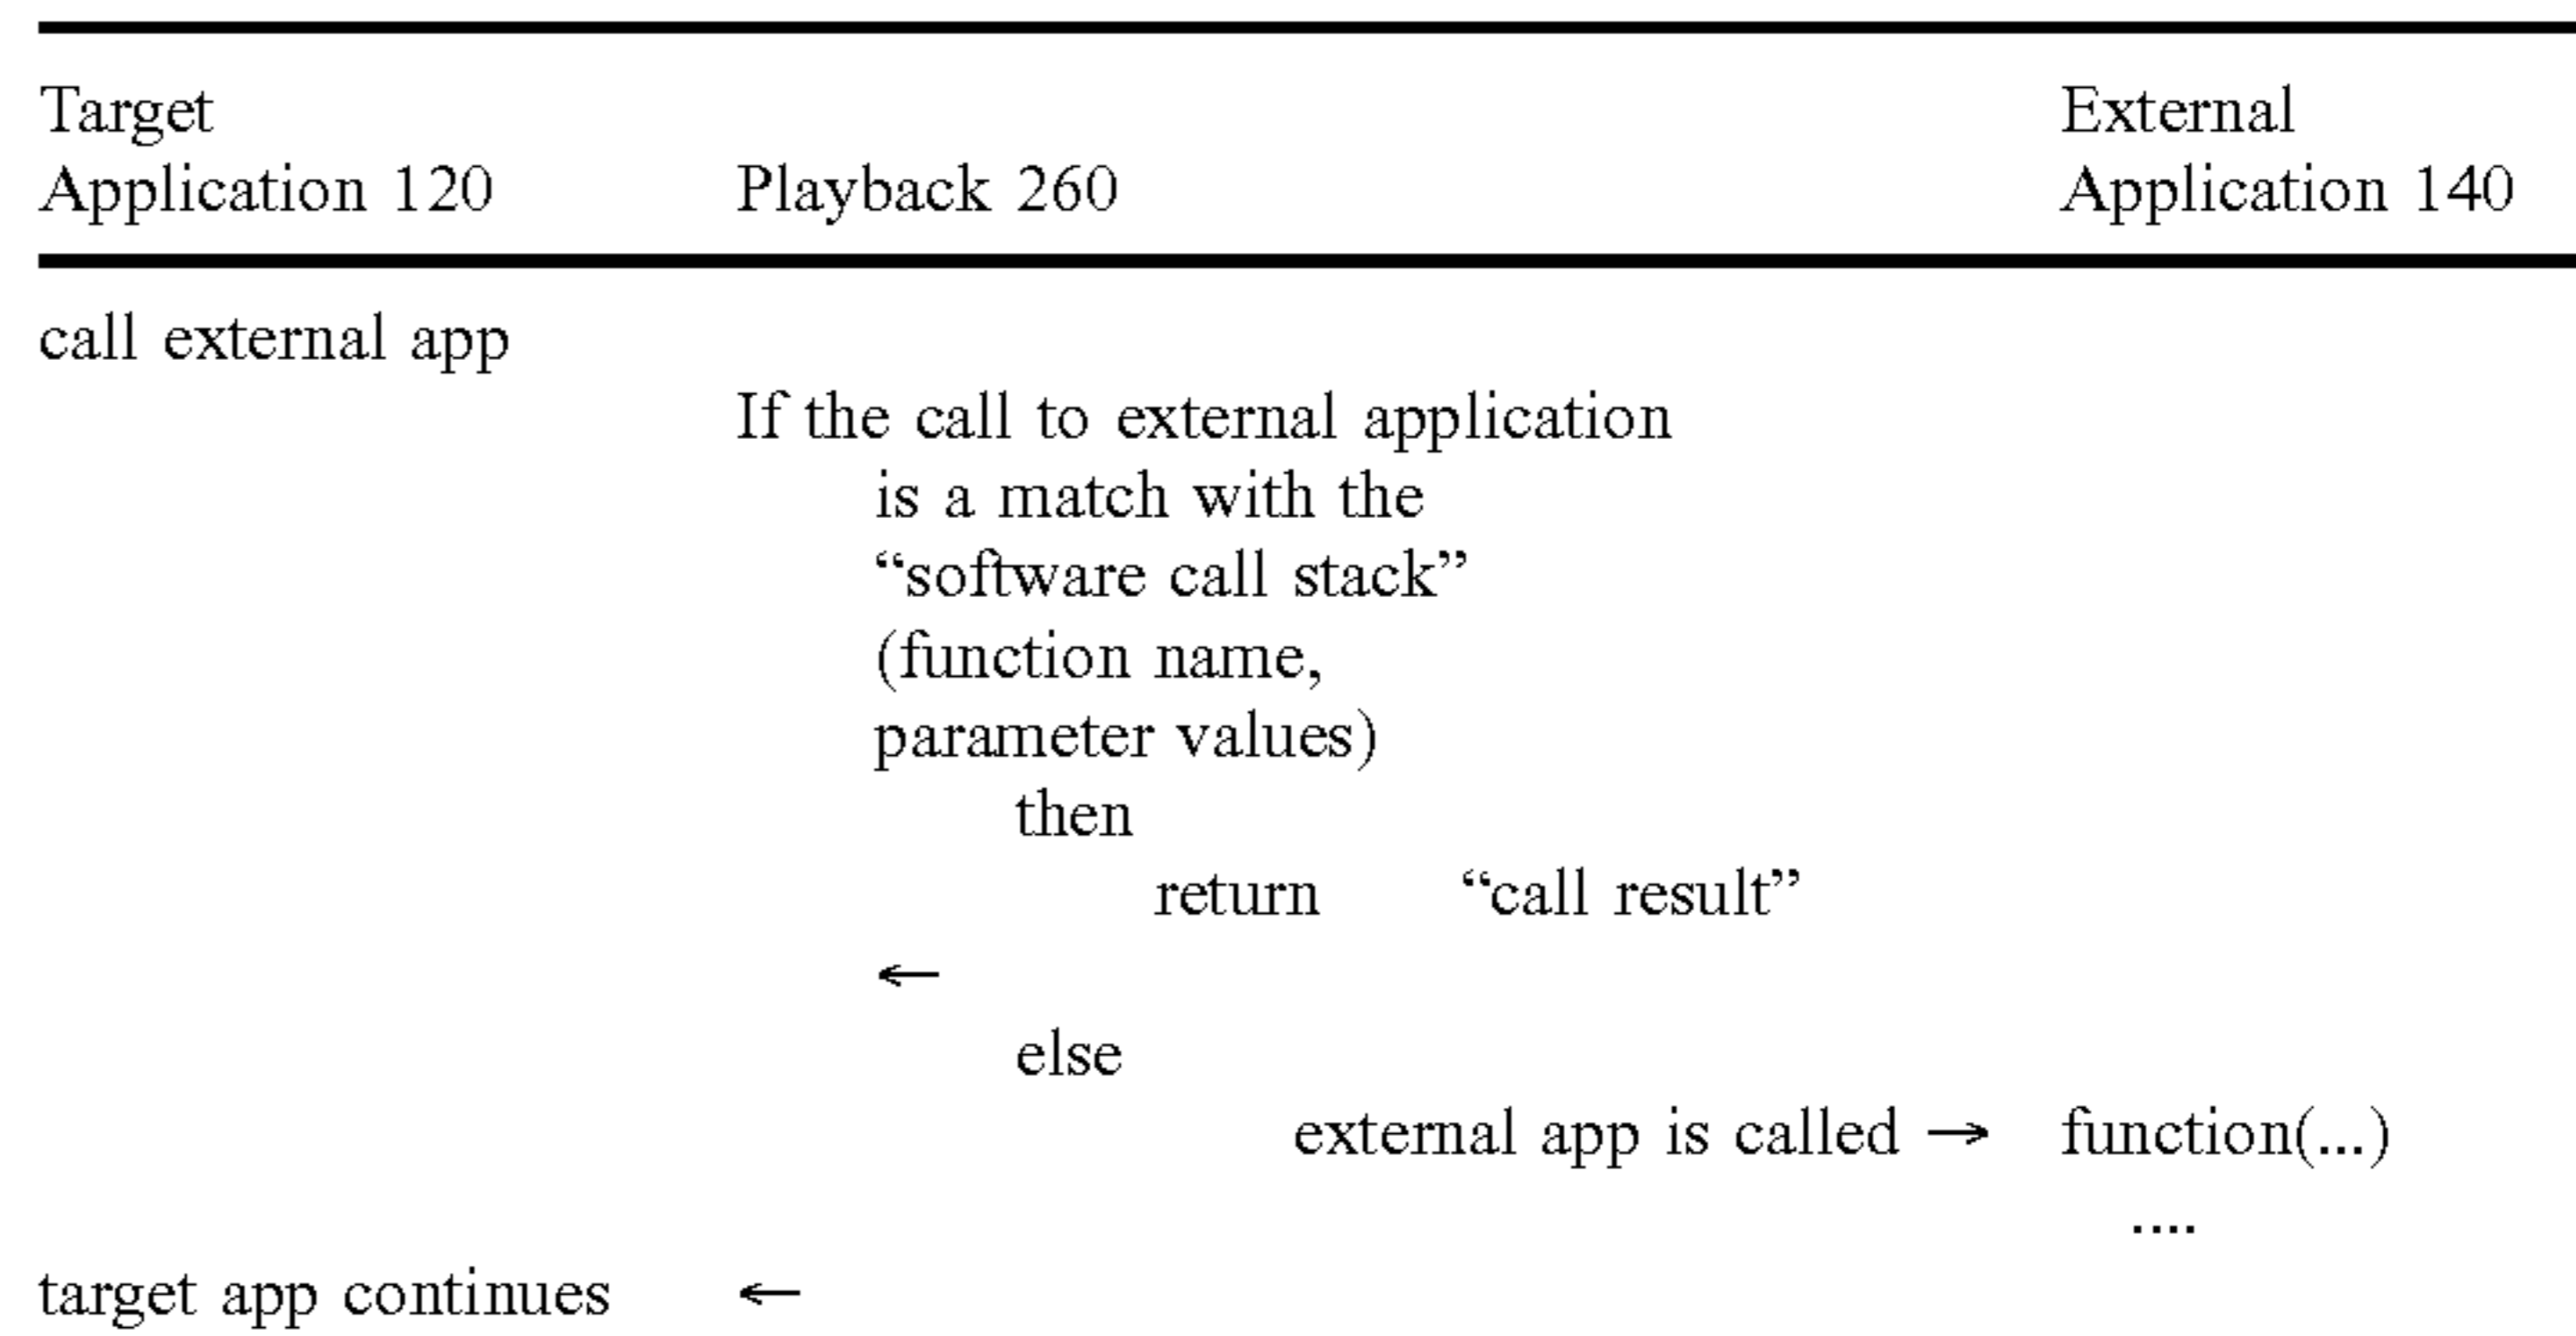 Target External
Application 120 Playback 260 Application 140
call external app
If the call to external application
is a match with the
“software call stack”
(function name,
parameter values)
then
return “call result”
←
else
external app is called → function(...)
....
target app continues ←